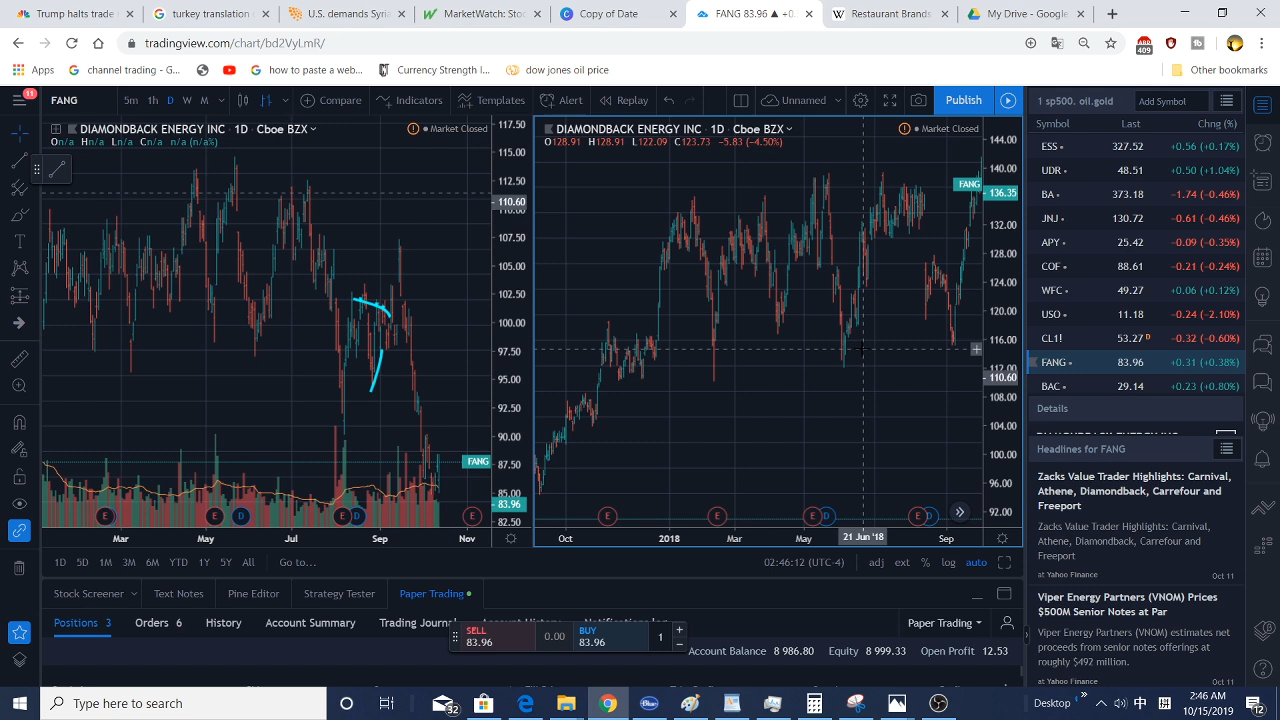 turkey translate
U.S. demands Syria
MarketWatch: Stoc
Copy of Date
FANG 83.96 ▲ +0.
Restaurant Brands
My Drive - Google
tradingview.com/chart/bd2VyLmR/
409
Apps
channel trading - G...
how to paste a web...
Currency Strength I...
dow jones oil price
Other bookmarks
11
FANG
5m 1h D W M
Compare
Indicators
Templates
Alert
Replay
Unnamed
Publish
1 sp500. oil.gold
Add Symbol
DIAMONDBACK ENERGY INC · 1D · Cboe BZX
Market Closed
On/a Hn/a Ln/a Cn/a n/a (n/a%)
117.50
115.00
112.50
110.60
110.00
107.50
105.00
102.50
100.00
97.50
95.00
92.50
90.00
FANG
87.50
85.00
83.96
82.50
E
E
D
E
D
E
Mar May Jul Sep Nov
DIAMONDBACK ENERGY INC · 1D · Cboe BZX
Market Closed
O128.91 H128.91 L122.09 C123.73 -5.83 (-4.50%)
144.00
140.00
FANG
136.35
132.00
128.00
124.00
120.00
116.00
112.00
110.60
108.00
104.00
100.00
96.00
92.00
E
E
E
D
E
D
Oct 2018 Mar May 21 Jun '18 Sep
Symbol Last Chng (%)
ESS 327.52 +0.56 (+0.17%)
UDR 48.51 +0.50 (+1.04%)
BA 373.18 -1.74 (-0.46%)
JNJ 130.72 -0.61 (-0.46%)
APY 25.42 -0.09 (-0.35%)
COF 88.61 -0.21 (-0.24%)
WFC 49.27 +0.06 (+0.12%)
USO 11.18 -0.24 (-2.10%)
CL1! 53.27 D -0.32 (-0.60%)
FANG 83.96 +0.31 (+0.38%)
BAC 29.14 +0.23 (+0.80%)
Details
Headlines for FANG
Zacks Value Trader Highlights: Carnival,
Athene, Diamondback, Carrefour and
Freeport
Zacks Value Trader Highlights: Carnival,
Athene, Diamondback, Carrefour and
Freeport
at Yahoo Finance Oct 11
Viper Energy Partners (VNOM) Prices
$500M Senior Notes at Par
Viper Energy Partners (VNOM) estimates
net proceeds from senior notes offerings at
roughly $492 million.
at Yahoo Finance Oct 11
1D 5D 1M 3M 6M YTD 1Y 5Y All Go to...
02:46:12 (UTC-4) adj ext % log auto
Stock Screener
Text Notes
Pine Editor
Strategy Tester
Paper Trading
Positions 3
Orders 6
History
Account Summary
Trading Journal
Paper Trading
SELL
83.96
0.00
BUY
83.96
1
Account Balance 8 986.80 Equity 8 999.33 Open Profit 12.53
Type here to search
32
Desktop
中
拼
2:46 AM
10/15/2019
12